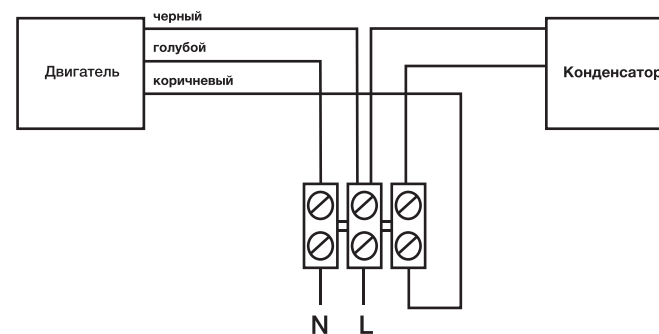 черный
голубой
Двигатель
коричневый
Конденсатор
N L